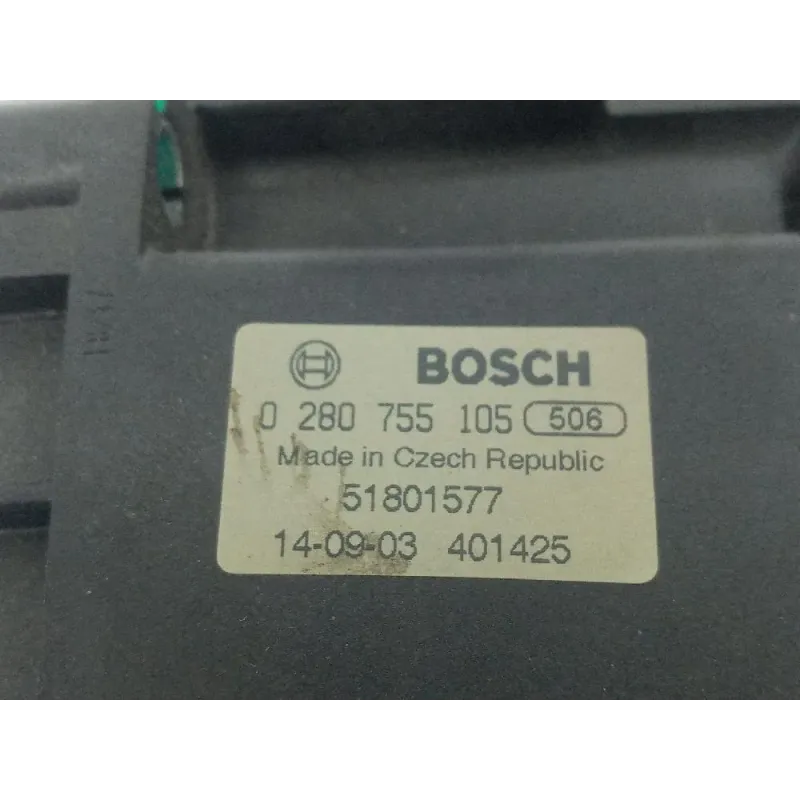 BOSCH
0 280 755 105 506
Made in Czech Republic
51801577
14-09-03 401425